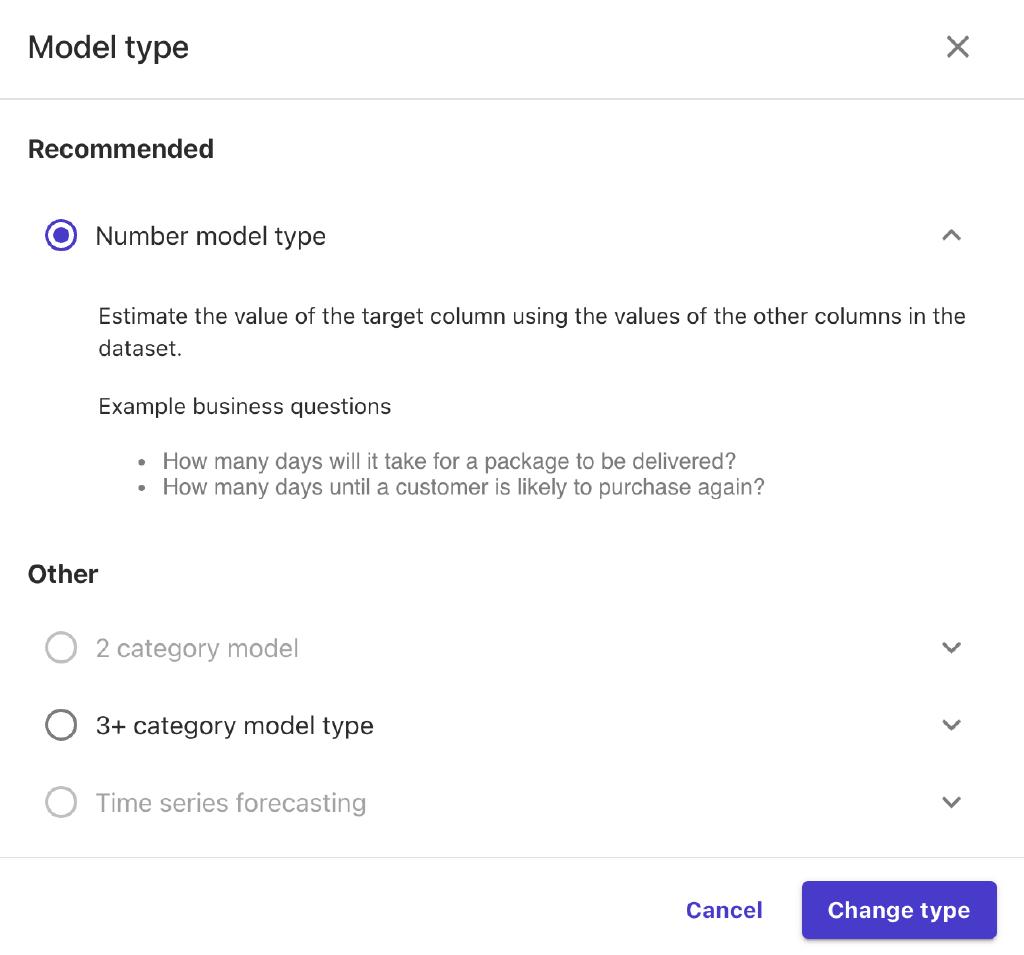 Model type
Recommended
Number model type
Estimate the value of the target column using the values of the other columns in the
dataset.
Example business questions
• How many days will it take for a package to be delivered?
• How many days until a customer is likely to purchase again?
Other
2 category model
3+ category model type
Time series forecasting
Cancel
Change type